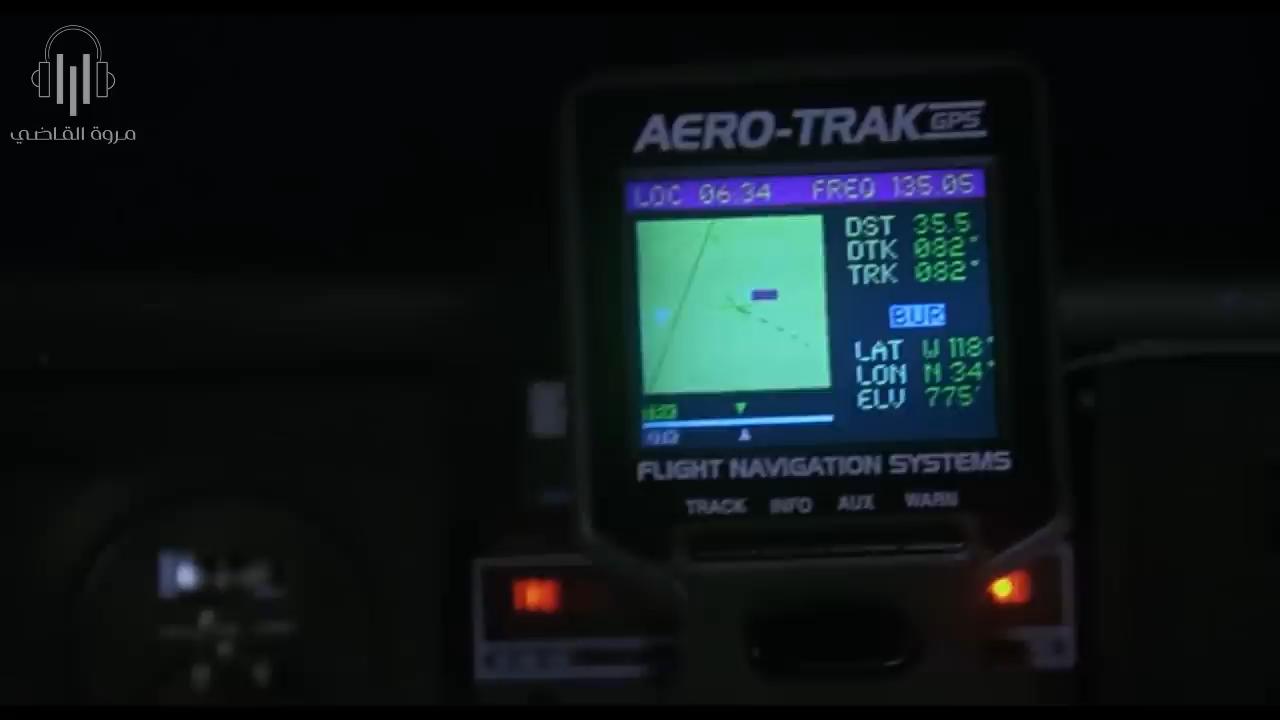 مروة القاضي
AERO-TRAK GPS
LOC 06.34 FREQ 135.05
DST 35.5
DTK 082°
TRK 082°
BUR
LAT W 118°
LON N 34°
ELV 775'
FLIGHT NAVIGATION SYSTEMS
TRACK INFO AUX WARN